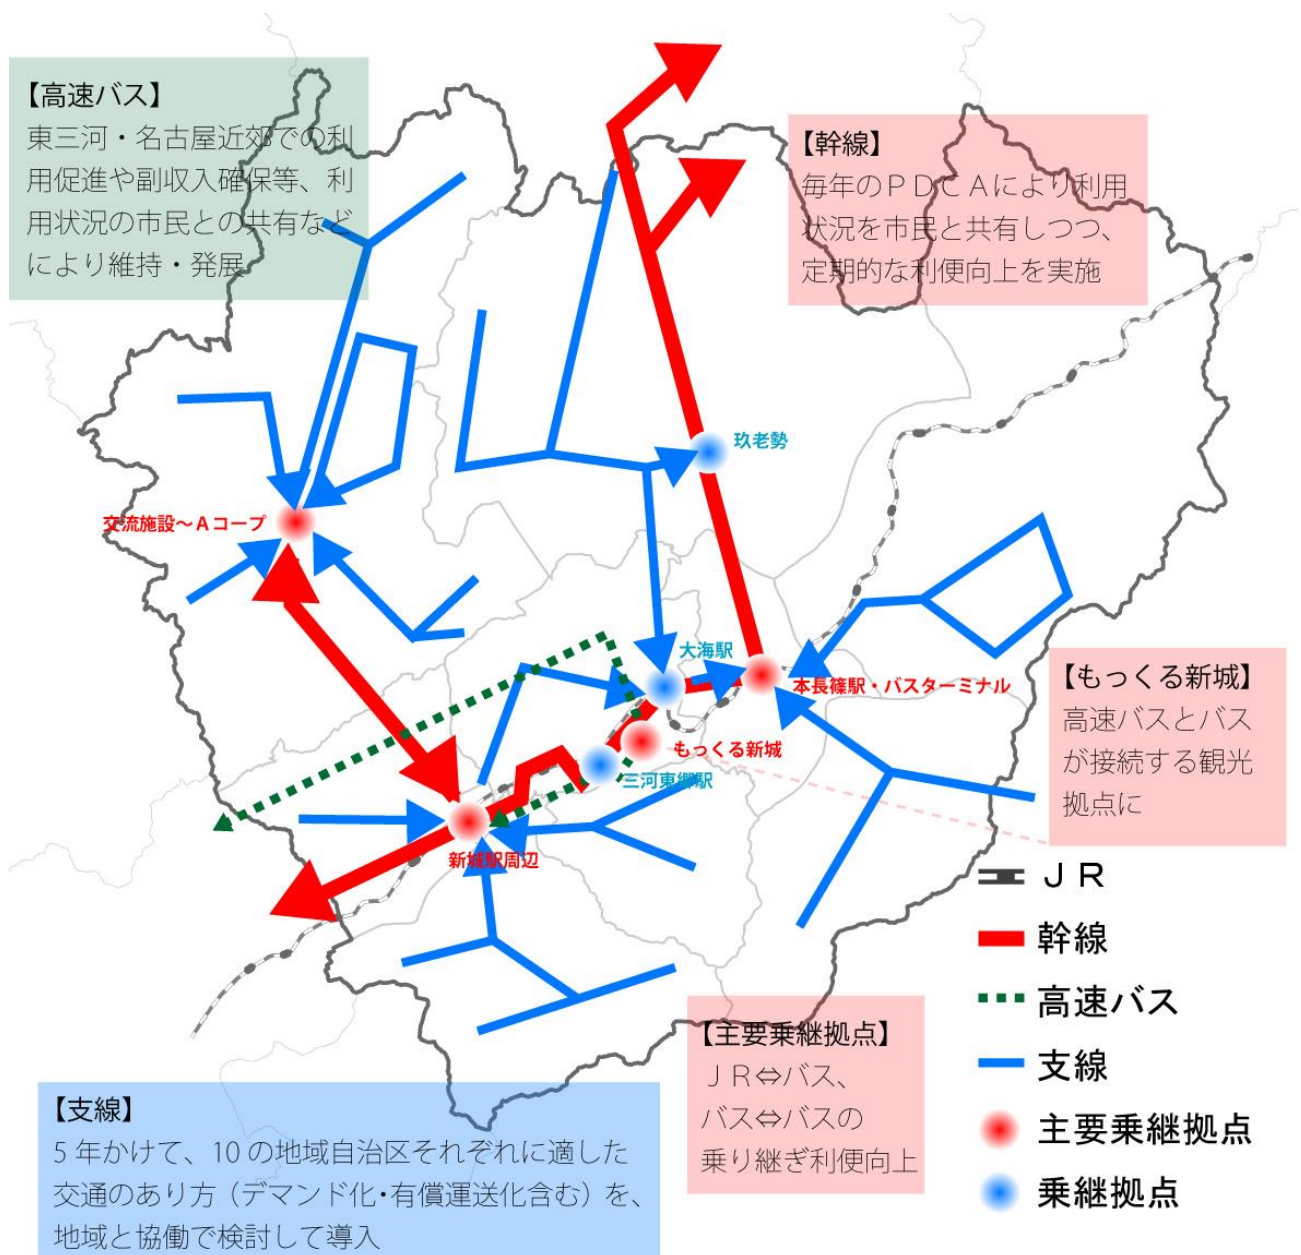 【高速バス】
東三河・名古屋近郊での利
用促進や副収入確保等、利
用状況の市民との共有など
により維持・発展
【幹線】
毎年のＰＤＣＡにより利用
状況を市民と共有しつつ、
定期的な利便向上を実施
玖老勢
交流施設～Ａコープ
大海駅
本長篠駅・バスターミナル
もっくる新城
三河東郷駅
新城駅周辺
【もっくる新城】
高速バスとバス
が接続する観光
拠点に
ＪＲ
幹線
高速バス
支線
主要乗継拠点
乗継拠点
【主要乗継拠点】
ＪＲ⇔バス、
バス⇔バスの
乗り継ぎ利便向上
【支線】
5 年かけて、10 の地域自治区それぞれに適した
交通のあり方（デマンド化・有償運送化含む）を、
地域と協働で検討して導入